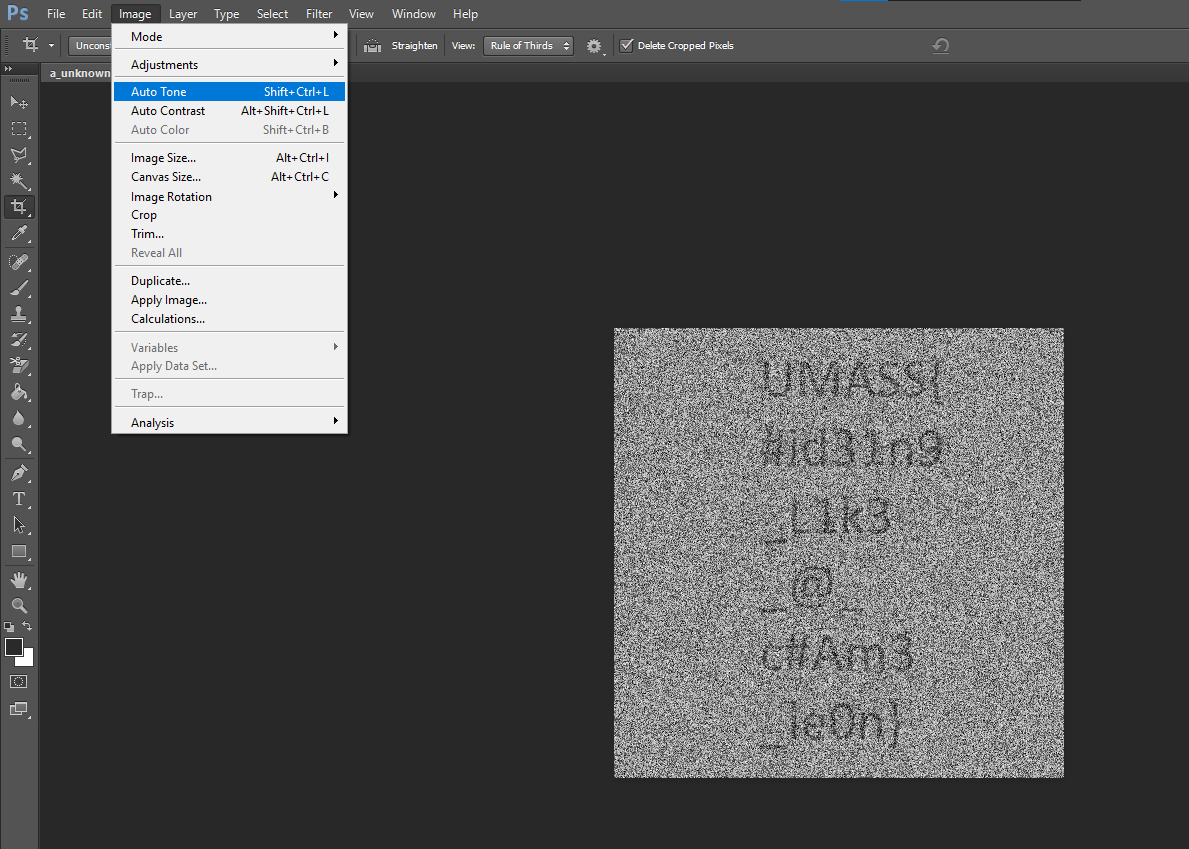 Ps File Edit Image Layer Type Select Filter View Window Help
Uncons Straighten View: Rule of Thirds Delete Cropped Pixels
a_unknown
Mode
Adjustments
Auto Tone Shift+Ctrl+L
Auto Contrast Alt+Shift+Ctrl+L
Auto Color Shift+Ctrl+B
Image Size... Alt+Ctrl+I
Canvas Size... Alt+Ctrl+C
Image Rotation
Crop
Trim...
Reveal All
Duplicate...
Apply Image...
Calculations...
Variables
Apply Data Set...
Trap...
Analysis
UMASS{
#id31n9
_L1k3
_@_
c#Am3
_le0n}